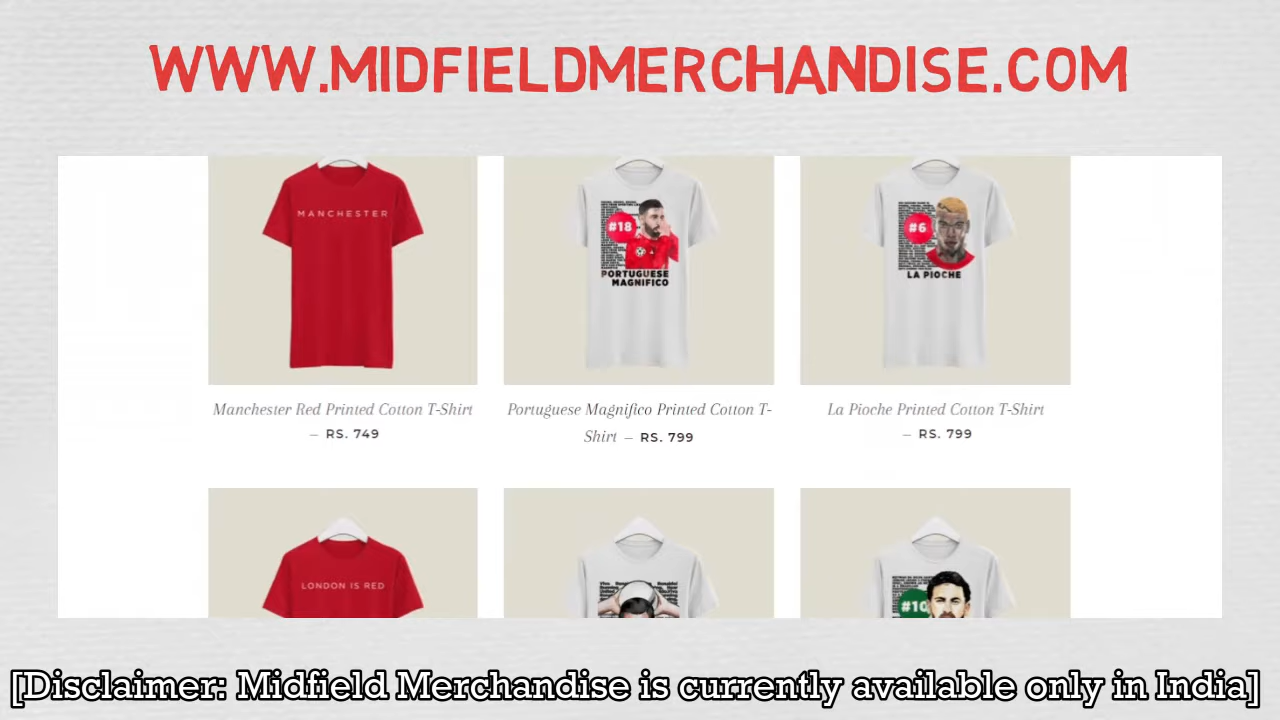 WWW.MIDFIELDMERCHANDISE.COM
MANCHESTER
#18
PORTUGUESE
MAGNIFICO
#6
LA PIOCHE
Manchester Red Printed Cotton T-Shirt
— RS. 749
Portuguese Magnifico Printed Cotton T-
Shirt — RS. 799
La Pioche Printed Cotton T-Shirt
— RS. 799
LONDON IS RED
#10
[Disclaimer: Midfield Merchandise is currently available only in India]